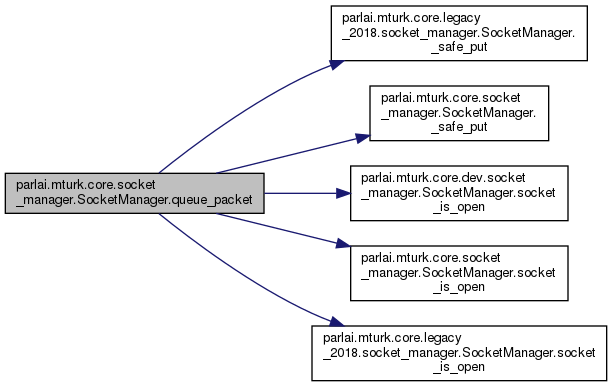 parlai.mturk.core.legacy
_2018.socket_manager.SocketManager.
_safe_put
parlai.mturk.core.socket
_manager.SocketManager.
_safe_put
parlai.mturk.core.socket
_manager.SocketManager.queue_packet
parlai.mturk.core.dev.socket
_manager.SocketManager.socket
_is_open
parlai.mturk.core.socket
_manager.SocketManager.socket
_is_open
parlai.mturk.core.legacy
_2018.socket_manager.SocketManager.socket
_is_open